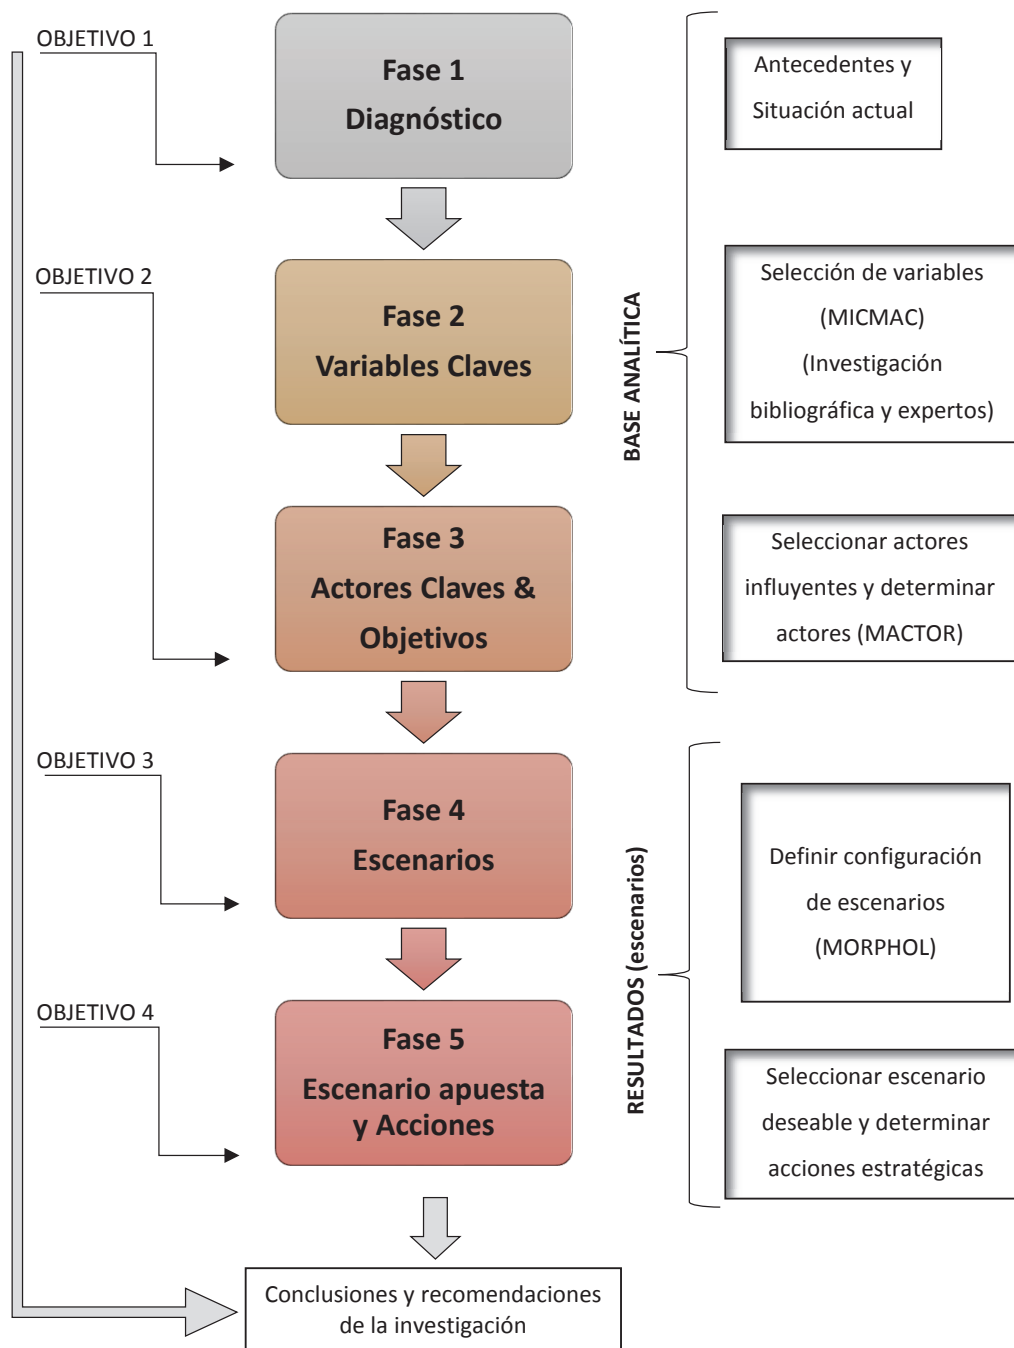 OBJETIVO 1
Fase 1
Diagnóstico
Antecedentes y
Situación actual
OBJETIVO 2
Fase 2
Variables Claves
BASE ANALÍTICA
Selección de variables
(MICMAC)
(Investigación
bibliográfica y expertos)
Fase 3
Actores Claves &
Objetivos
Seleccionar actores
influyentes y determinar
actores (MACTOR)
OBJETIVO 3
Fase 4
Escenarios
RESULTADOS (escenarios)
Definir configuración
de escenarios
(MORPHOL)
OBJETIVO 4
Fase 5
Escenario apuesta
y Acciones
Seleccionar escenario
deseable y determinar
acciones estratégicas
Conclusiones y recomendaciones
de la investigación